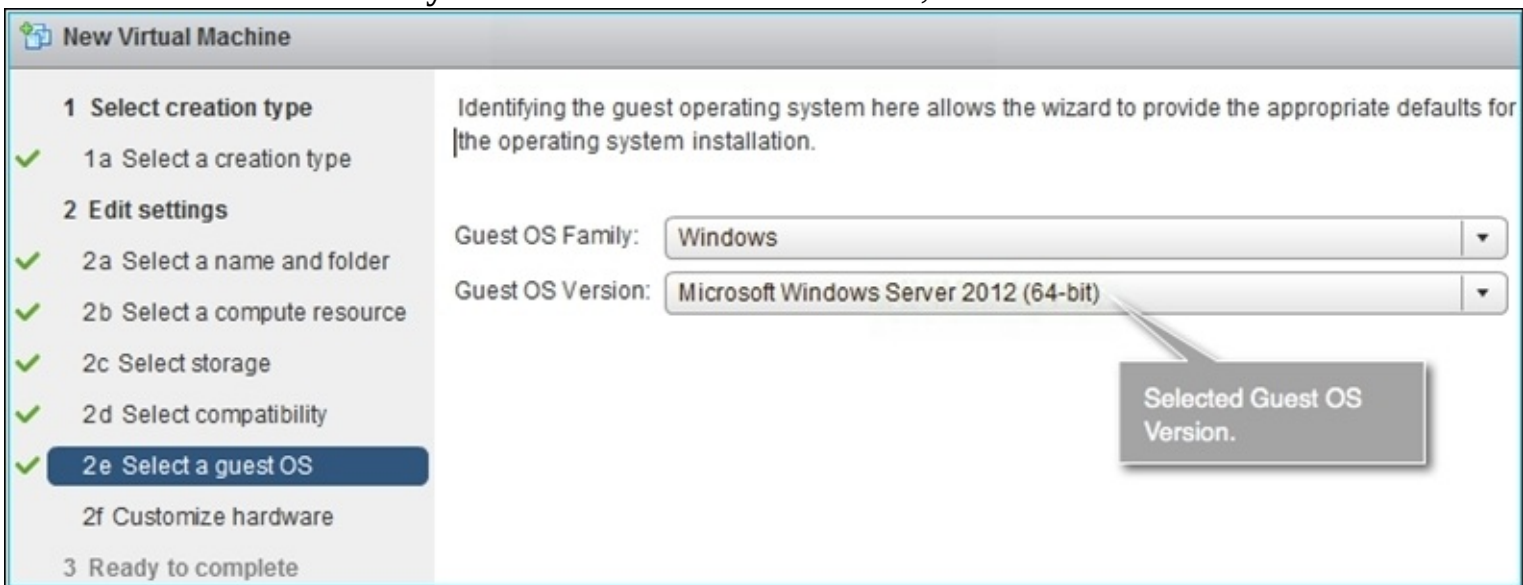 New Virtual Machine
1 Select creation type
1a Select a creation type
2 Edit settings
2a Select a name and folder
2b Select a compute resource
2c Select storage
2d Select compatibility
2e Select a guest OS
2f Customize hardware
3 Ready to complete
Identifying the guest operating system here allows the wizard to provide the appropriate defaults for
the operating system installation.
Guest OS Family: Windows
Guest OS Version: Microsoft Windows Server 2012 (64-bit)
Selected Guest OS
Version.